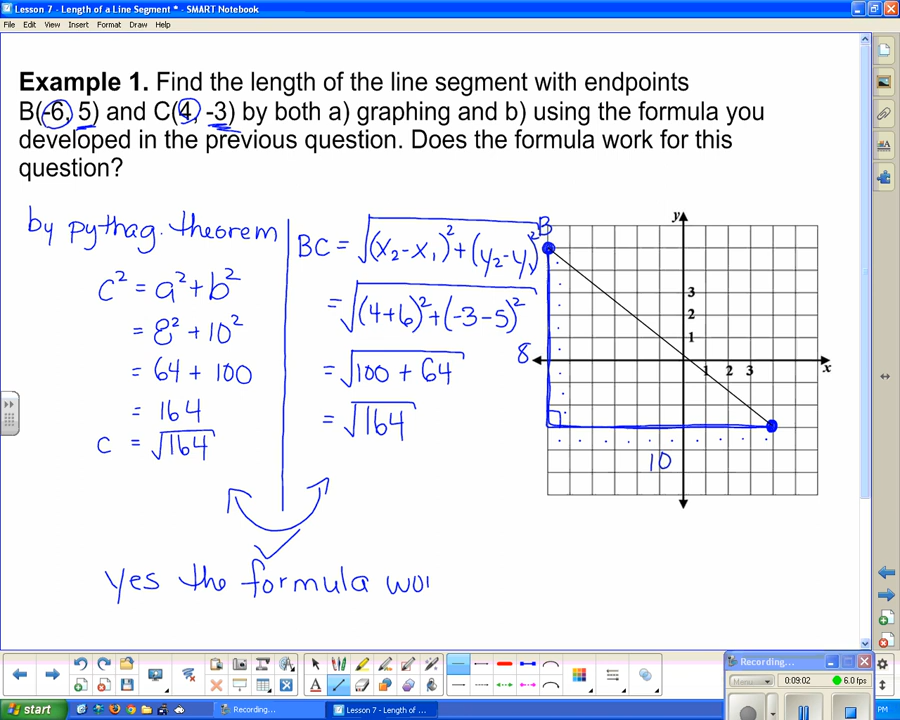 Lesson 7 - Length of a Line Segment * - SMART Notebook
File Edit View Insert Format Draw Help
Example 1. Find the length of the line segment with endpoints
B(-6, 5) and C(4, -3) by both a) graphing and b) using the formula you
developed in the previous question. Does the formula work for this
question?
by pythag. theorem
c² = a² + b²
= 8² + 10²
= 64 + 100
= 164
c = √164
BC = √(x₂-x₁)² + (y₂-y₁)²
= √(4+6)² + (-3-5)²
= √100 + 64
= √164
B
y
3
2
1
8
1 2 3
x
10
yes the formula wor
Recording...
Menu
0:09:02
6.0 fps
start
Recording...
Lesson 7 - Length of ...
PM